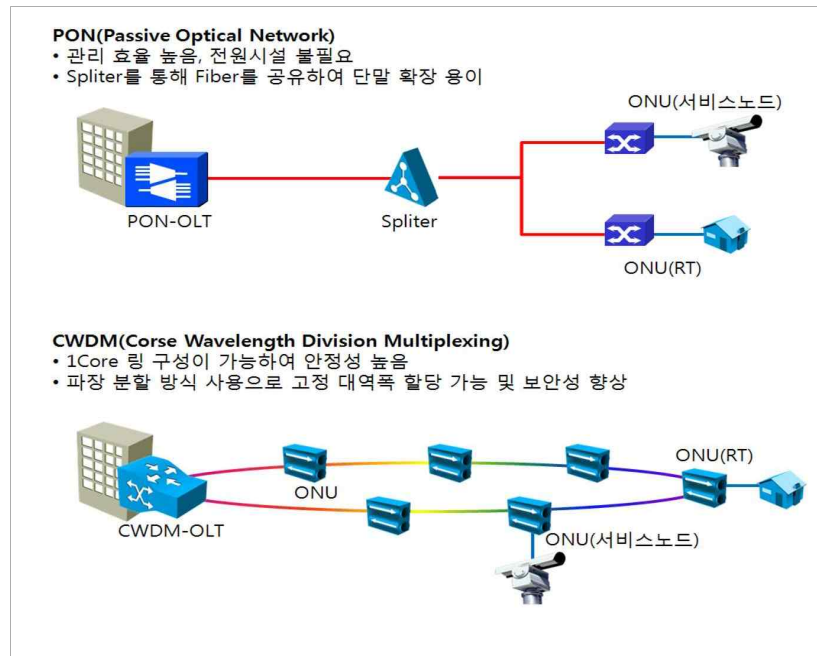 PON(Passive Optical Network)
• 관리 효율 높음, 전원시설 불필요
• Spliter를 통해 Fiber를 공유하여 단말 확장 용이
ONU(서비스노드)
PON-OLT
Spliter
ONU(RT)
CWDM(Corse Wavelength Division Multiplexing)
• 1Core 링 구성이 가능하여 안정성 높음
• 파장 분할 방식 사용으로 고정 대역폭 할당 가능 및 보안성 향상
ONU(RT)
ONU
CWDM-OLT
ONU(서비스노드)